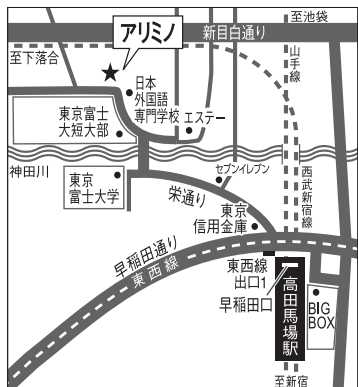 至池袋
アリミノ
新目白通り
至下落合
山手線
日本
外国語
専門学校
エステー
東京富士
大短大部
神田川
セブンイレブン
西武新宿線
東京
富士大学
栄通り
東京
信用金庫
早稲田通り
東西線
東西線
出口1
早稲田口
高田馬場駅
BIG
BOX
至新宿